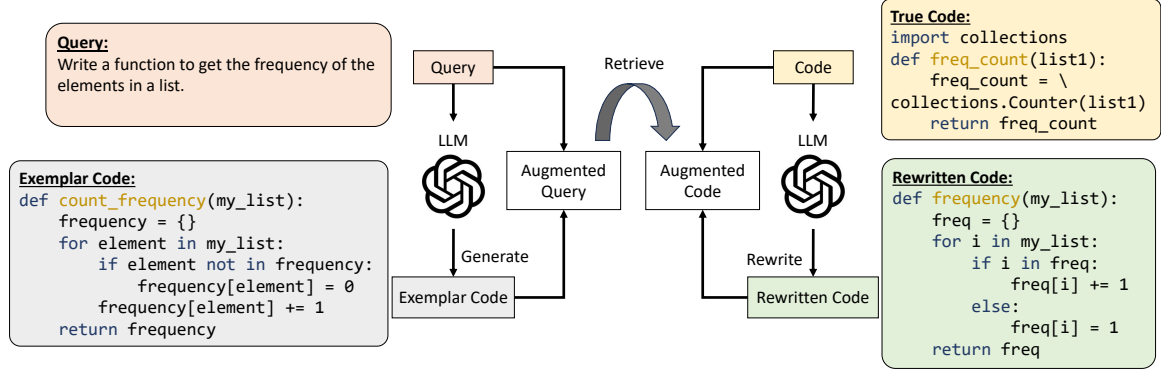 Query:
Write a function to get the frequency of the
elements in a list.
Exemplar Code:
def count_frequency(my_list):
    frequency = {}
    for element in my_list:
        if element not in frequency:
            frequency[element] = 0
        frequency[element] += 1
    return frequency
Query
LLM
Generate
Exemplar Code
Augmented
Query
Retrieve
Augmented
Code
Code
LLM
Rewrite
Rewritten Code
True Code:
import collections
def freq_count(list1):
    freq_count = \
collections.Counter(list1)
    return freq_count
Rewritten Code:
def frequency(my_list):
    freq = {}
    for i in my_list:
        if i in freq:
            freq[i] += 1
        else:
            freq[i] = 1
    return freq